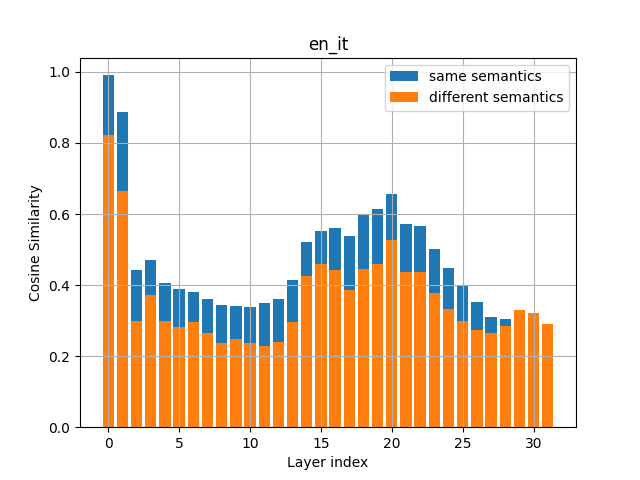 en_it
same semantics
different semantics
1.0
0.8
0.6
0.4
0.2
0.0
Cosine Similarity
0 5 10 15 20 25 30
Layer index